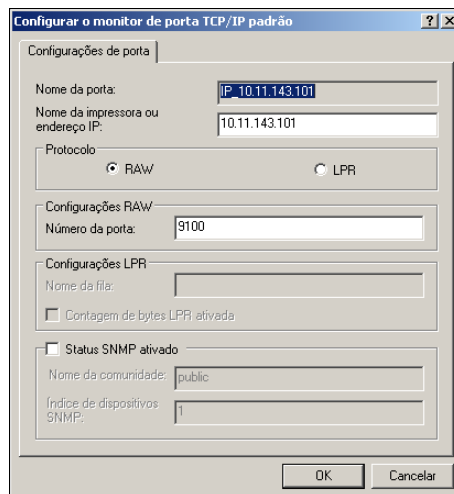 Configurar o monitor de porta TCP/IP padrão
Configurações de porta
Nome da porta: IP_10.11.143.101
Nome da impressora ou
endereço IP: 10.11.143.101
Protocolo
RAW LPR
Configurações RAW
Número da porta: 9100
Configurações LPR
Nome da fila:
Contagem de bytes LPR ativada
Status SNMP ativado
Nome da comunidade: public
Índice de dispositivos
SNMP: 1
OK Cancelar